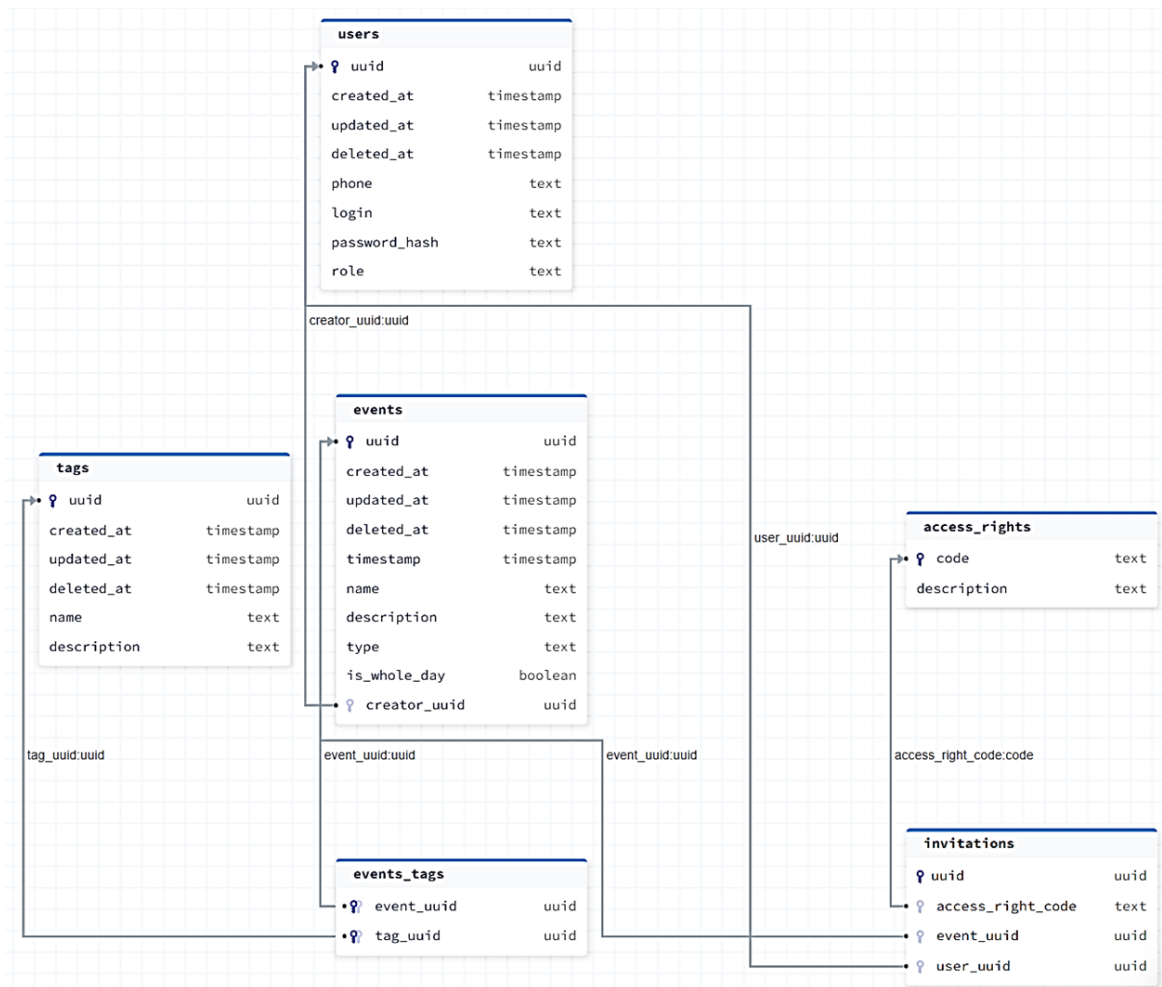 users
uuid uuid
created_at timestamp
updated_at timestamp
deleted_at timestamp
phone text
login text
password_hash text
role text
creator_uuid:uuid
events
uuid uuid
created_at timestamp
updated_at timestamp
deleted_at timestamp
timestamp timestamp
name text
description text
type text
is_whole_day boolean
creator_uuid uuid
tags
uuid uuid
created_at timestamp
updated_at timestamp
deleted_at timestamp
name text
description text
user_uuid:uuid
access_rights
code text
description text
tag_uuid:uuid
event_uuid:uuid
event_uuid:uuid
access_right_code:code
events_tags
event_uuid uuid
tag_uuid uuid
invitations
uuid uuid
access_right_code text
event_uuid uuid
user_uuid uuid